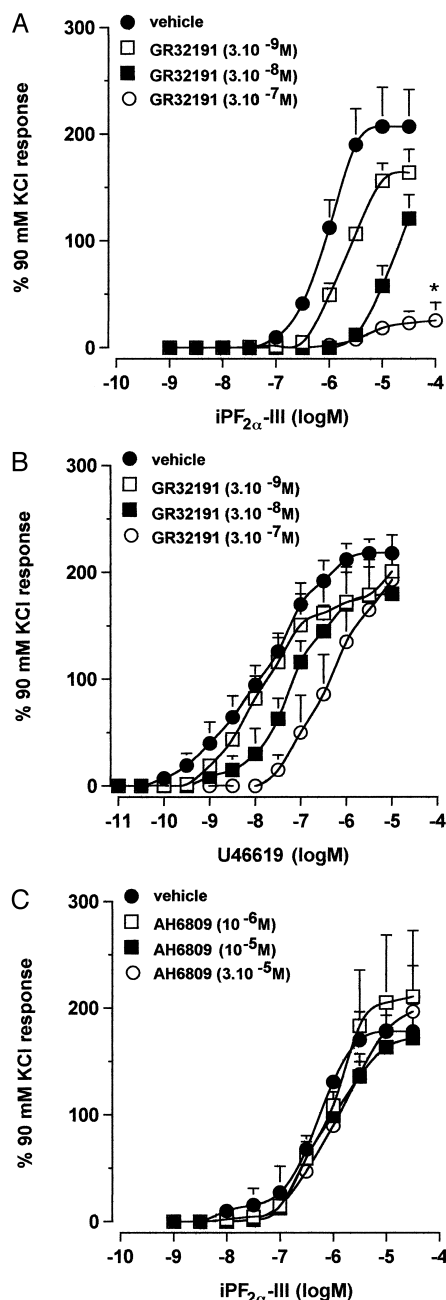 A
vehicle
GR32191 (3.10 -9M)
GR32191 (3.10 -8M)
GR32191 (3.10 -7M)
300
200
100
0
% 90 mM KCl response
*
-10 -9 -8 -7 -6 -5 -4
iPF2α-III (logM)
B
vehicle
GR32191 (3.10 -9M)
GR32191 (3.10 -8M)
GR32191 (3.10 -7M)
300
200
100
0
% 90 mM KCl response
-11 -10 -9 -8 -7 -6 -5 -4
U46619 (logM)
C
vehicle
AH6809 (10 -6M)
AH6809 (10 -5M)
AH6809 (3.10 -5M)
300
200
100
0
% 90 mM KCl response
-10 -9 -8 -7 -6 -5 -4
iPF2α-III (logM)